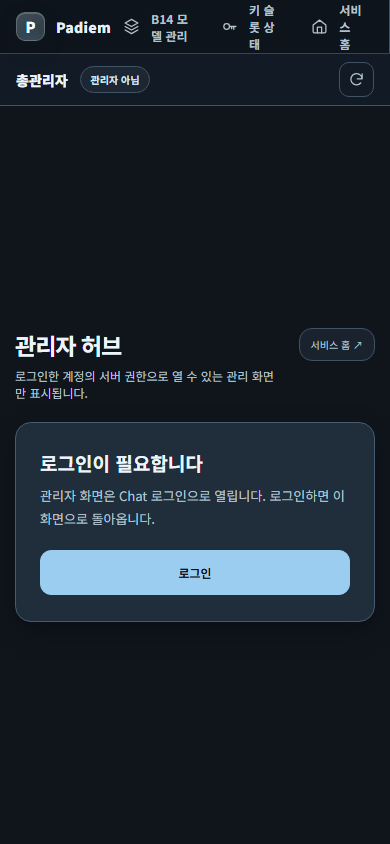 P Padiem
B14 모
델 관리
키 슬
롯 상
태
서비
스
홈
총관리자 관리자 아님
관리자 허브
서비스 홈 ↗
로그인한 계정의 서버 권한으로 열 수 있는 관리 화면
만 표시됩니다.
로그인이 필요합니다
관리자 화면은 Chat 로그인으로 열립니다. 로그인하면 이
화면으로 돌아옵니다.
로그인